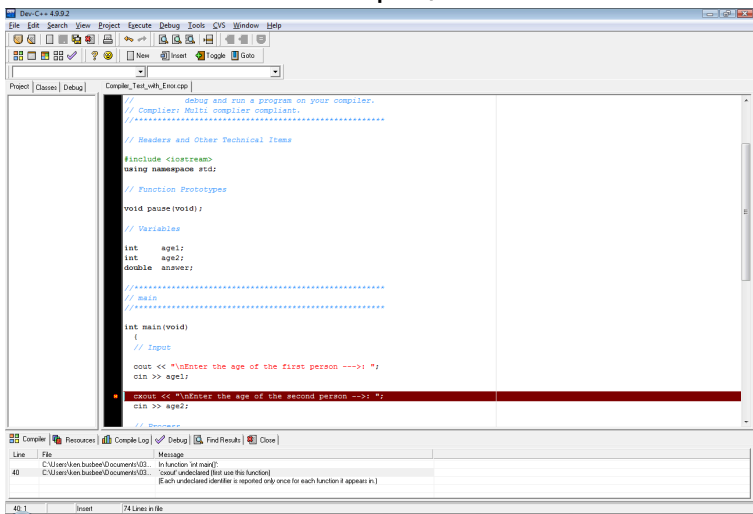 Dev-C++ 4.9.9.2
File Edit Search View Project Execute Debug Tools CVS Window Help
New Insert Toggle Goto
Project Classes Debug Compiler_Test_with_Error.cpp
// debug and run a program on your compiler.
// Complier: Multi complier compliant.
//******************************************************
// Headers and Other Technical Items
#include <iostream>
using namespace std;
// Function Prototypes
void pause(void);
// Variables
int age1;
int age2;
double answer;
//******************************************************
// main
//******************************************************
int main(void)
{
// Input
cout << "\nEnter the age of the first person --->: ";
cin >> age1;
cxout << "\nEnter the age of the second person -->: ";
cin >> age2;
// Process
Compiler Resources Compile Log Debug Find Results Close
Line File Message
C:\Users\ken.busbee\Documents\03... In function `int main()':
40 C:\Users\ken.busbee\Documents\03... `cxout' undeclared (first use this function)
(Each undeclared identifier is reported only once for each function it appears in.)
40: 1 Insert 74 Lines in file